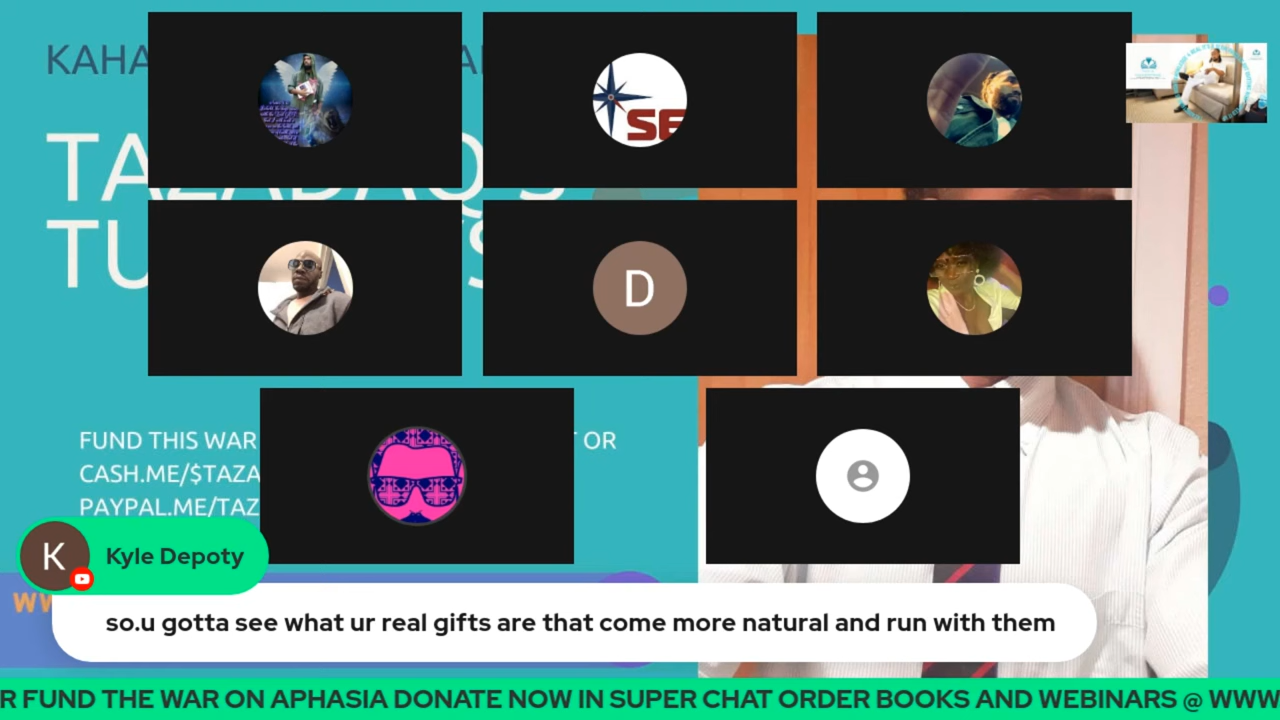 KAHA
TAZADAQ'S
TU
SE
D
FUND THIS WAR
OR
CASH.ME/$TAZA
PAYPAL.ME/TAZ
K
Kyle Depoty
so.u gotta see what ur real gifts are that come more natural and run with them
R FUND THE WAR ON APHASIA DONATE NOW IN SUPER CHAT ORDER BOOKS AND WEBINARS @ WWW